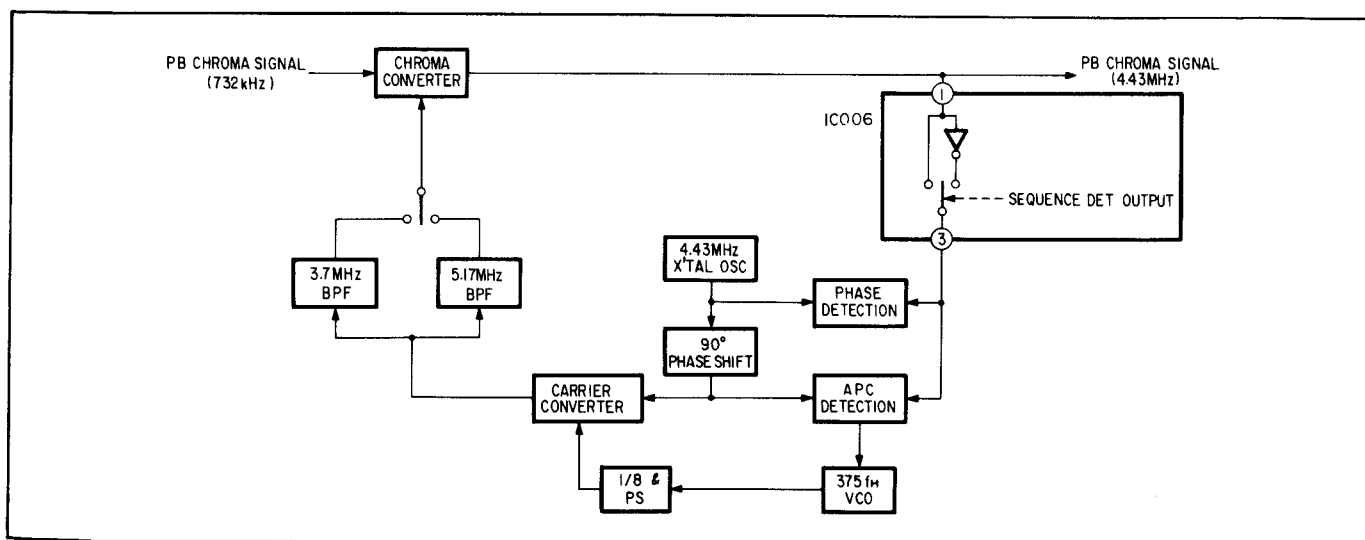 PB CHROMA SIGNAL
(732kHz)
CHROMA
CONVERTER
PB CHROMA SIGNAL
(4.43MHz)
IC006
1
SEQUENCE DET OUTPUT
3
3.7MHz
BPF
5.17MHz
BPF
4.43MHz
X'TAL OSC
PHASE
DETECTION
90°
PHASE SHIFT
CARRIER
CONVERTER
APC
DETECTION
1/8 &
PS
375fH
VCO